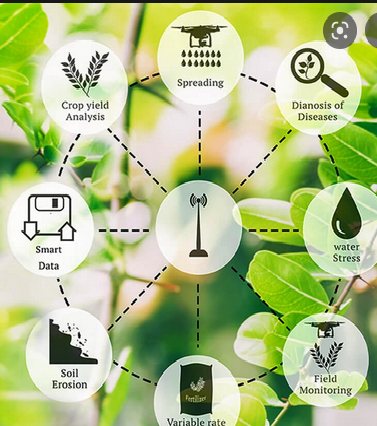 Spreading
Crop yield
Analysis
Dianosis of
Diseases
Smart
Data
water
Stress
Soil
Erosion
Field
Monitoring
Fertilizer
Variable rate